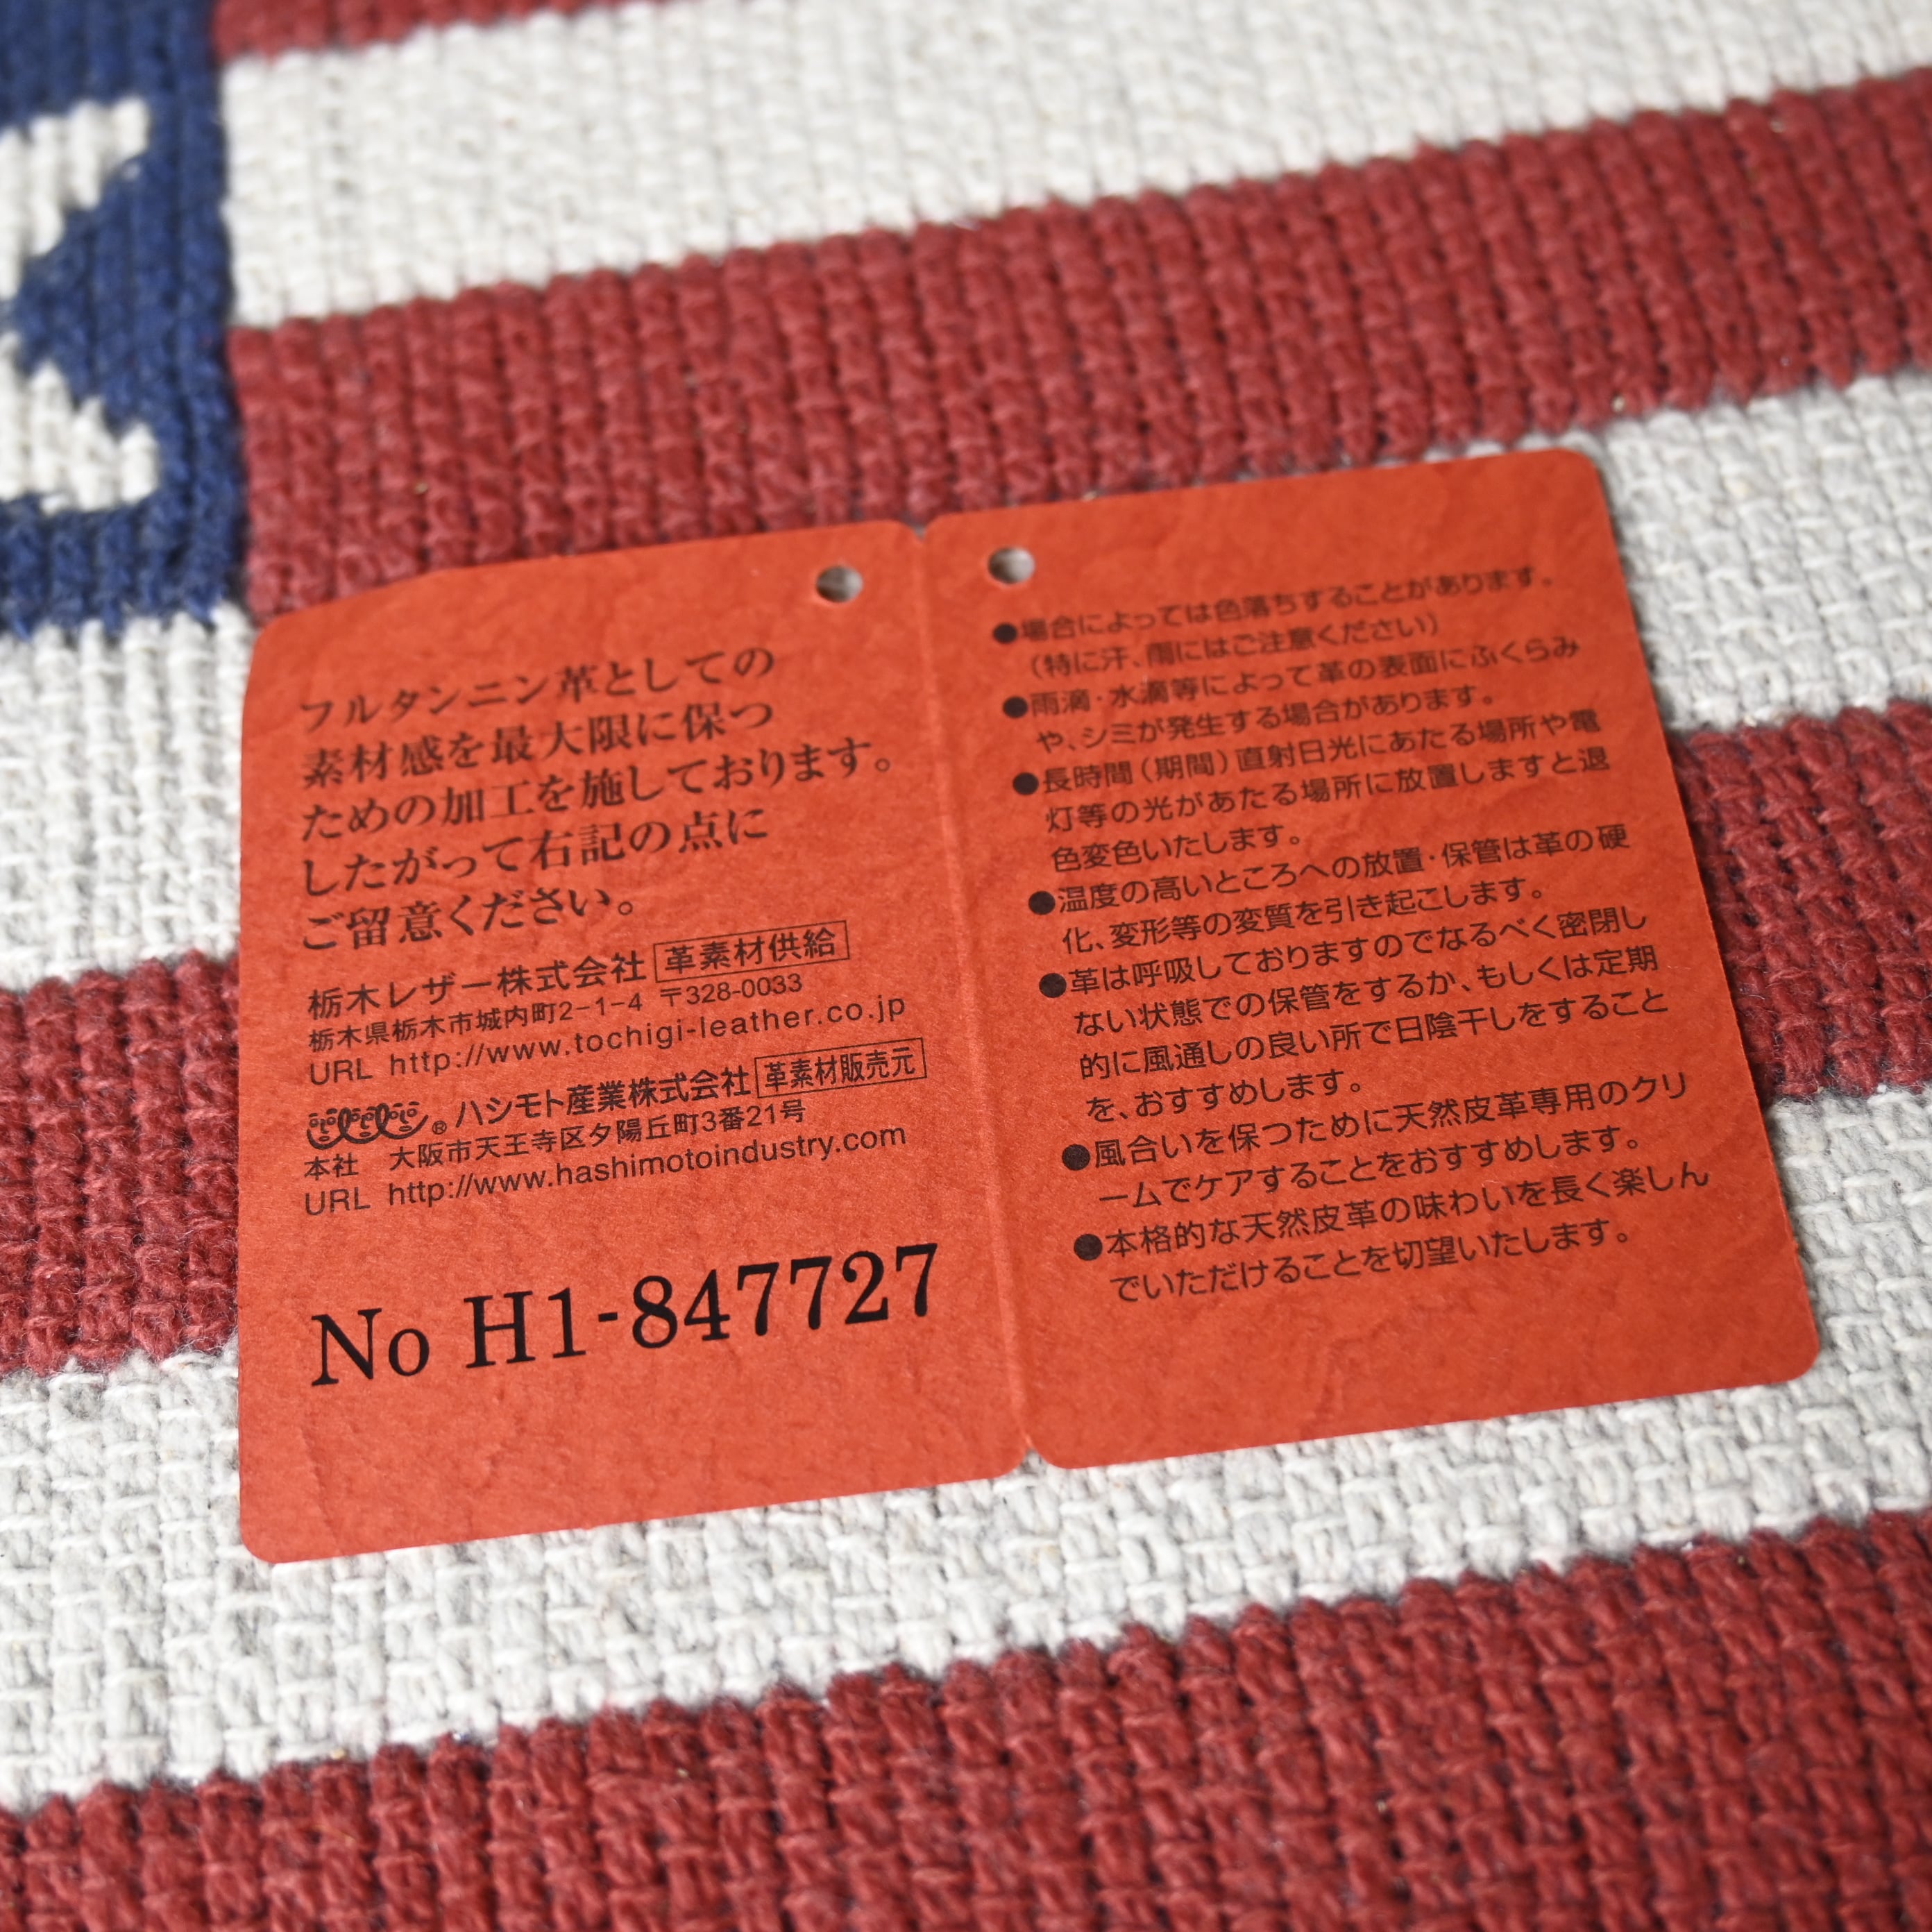 フルタンニン革としての
素材感を最大限に保つ
ための加工を施しております。
したがって右記の点に
ご留意ください。
栃木レザー株式会社 革素材供給
栃木県栃木市城内町2-1-4 〒328-0033
URL http://www.tochigi-leather.co.jp
® ハシモト産業株式会社 革素材販売元
本社 大阪市天王寺区夕陽丘町3番21号
URL http://www.hashimotoindustry.com
No H1-847727
●場合によっては色落ちすることがあります。
（特に汗、雨にはご注意ください）
●雨滴・水滴等によって革の表面にふくらみ
や、シミが発生する場合があります。
●長時間（期間）直射日光にあたる場所や電
灯等の光があたる場所に放置しますと退
色変色いたします。
●温度の高いところへの放置・保管は革の硬
化、変形等の変質を引き起こします。
●革は呼吸しておりますのでなるべく密閉し
ない状態での保管をするか、もしくは定期
的に風通しの良い所で日陰干しをすること
を、おすすめします。
●風合いを保つために天然皮革専用のクリ
ームでケアすることをおすすめします。
●本格的な天然皮革の味わいを長く楽しん
でいただけることを切望いたします。